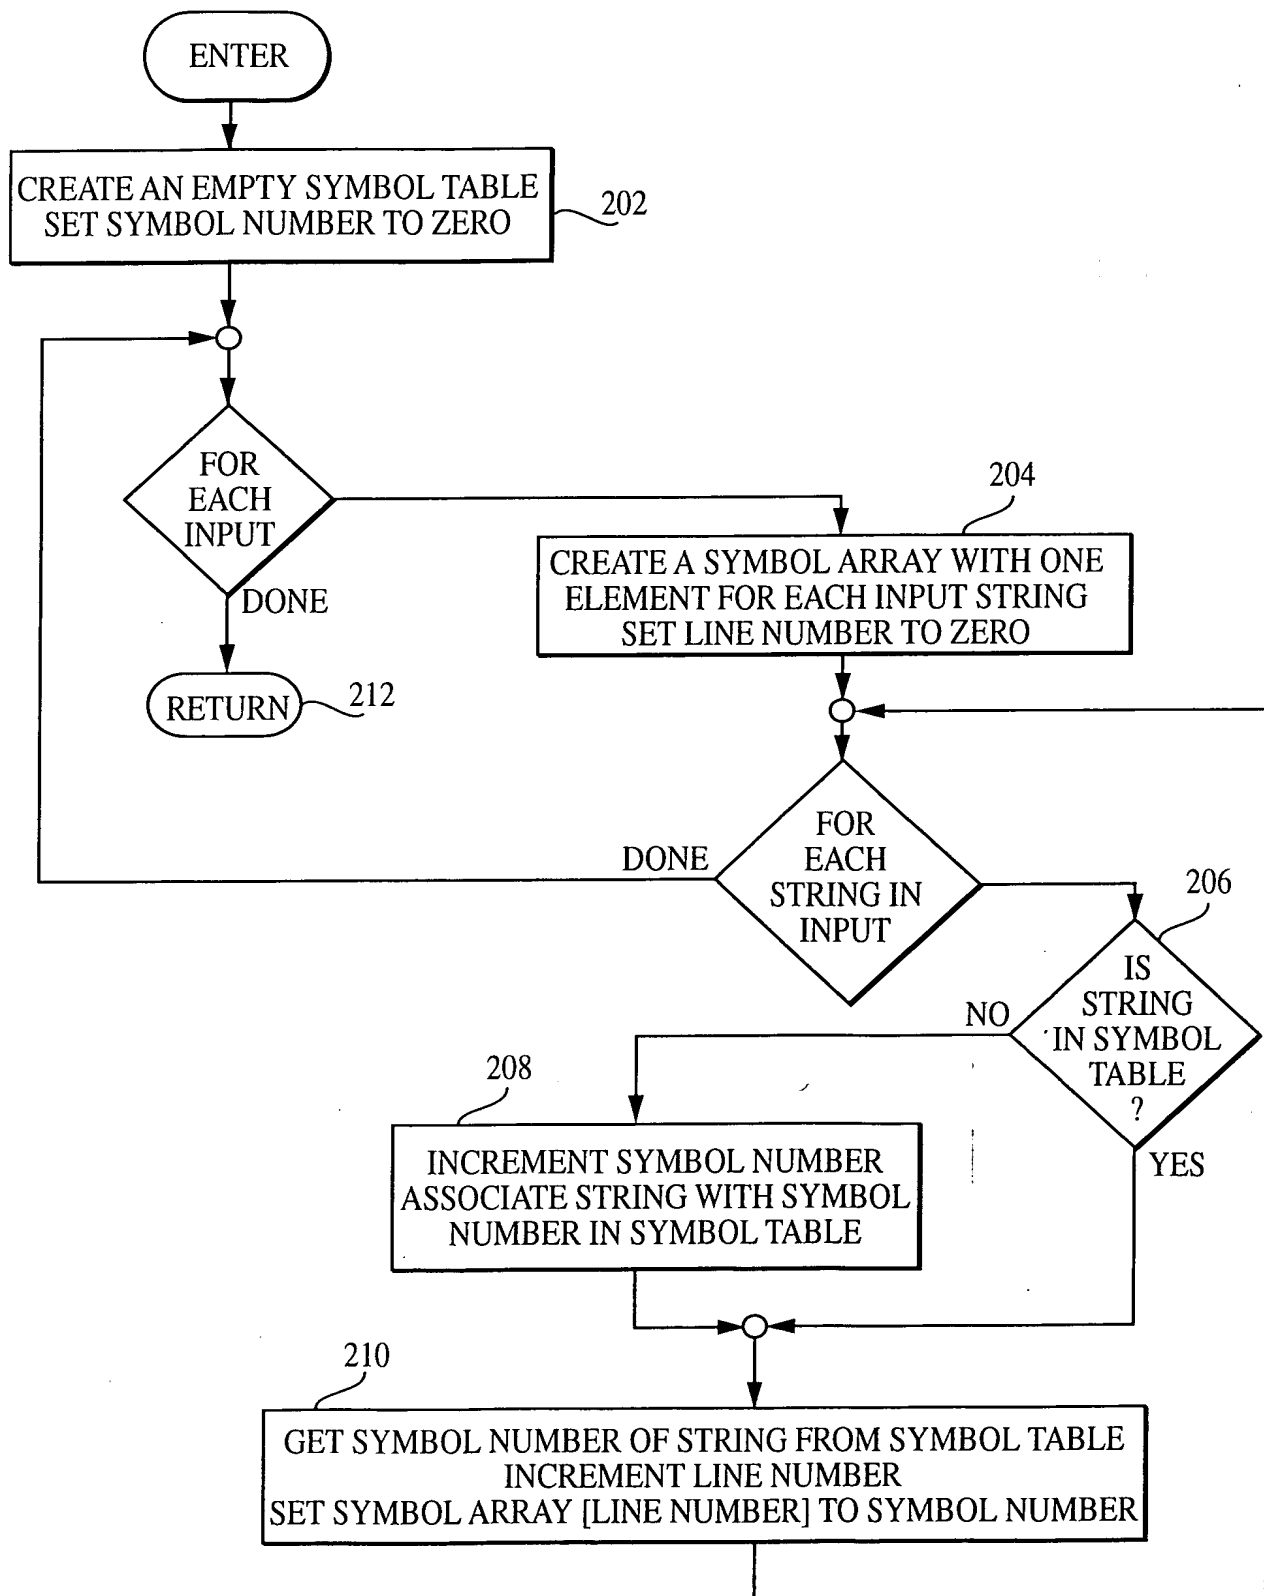 ENTER
CREATE AN EMPTY SYMBOL TABLE
SET SYMBOL NUMBER TO ZERO
202
FOR
EACH
INPUT
DONE
RETURN
212
204
CREATE A SYMBOL ARRAY WITH ONE
ELEMENT FOR EACH INPUT STRING
SET LINE NUMBER TO ZERO
FOR
EACH
STRING IN
INPUT
DONE
206
IS
STRING
IN SYMBOL
TABLE
?
NO
YES
208
INCREMENT SYMBOL NUMBER
ASSOCIATE STRING WITH SYMBOL
NUMBER IN SYMBOL TABLE
210
GET SYMBOL NUMBER OF STRING FROM SYMBOL TABLE
INCREMENT LINE NUMBER
SET SYMBOL ARRAY [LINE NUMBER] TO SYMBOL NUMBER